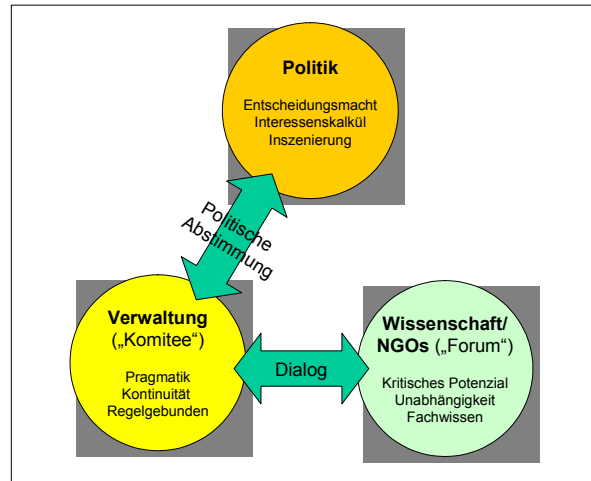 Politik
Entscheidungsmacht
Interessenskalkül
Inszenierung
Politische
Abstimmung
Verwaltung
(„Komitee“)
Pragmatik
Kontinuität
Regelgebunden
Dialog
Wissenschaft/
NGOs („Forum“)
Kritisches Potenzial
Unabhängigkeit
Fachwissen